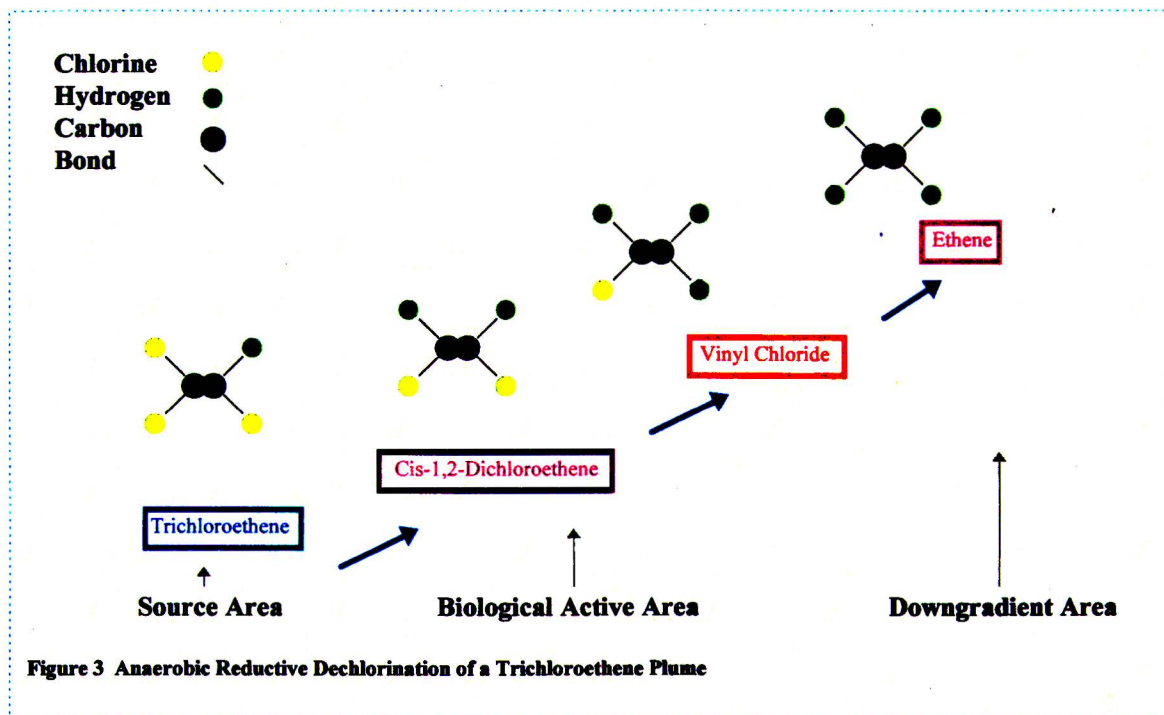 Chlorine
Hydrogen
Carbon
Bond
Ethene
Vinyl Chloride
Cis-1,2-Dichloroethene
Trichloroethene
Source Area
Biological Active Area
Downgradient Area
Figure 3 Anaerobic Reductive Dechlorination of a Trichloroethene Plume